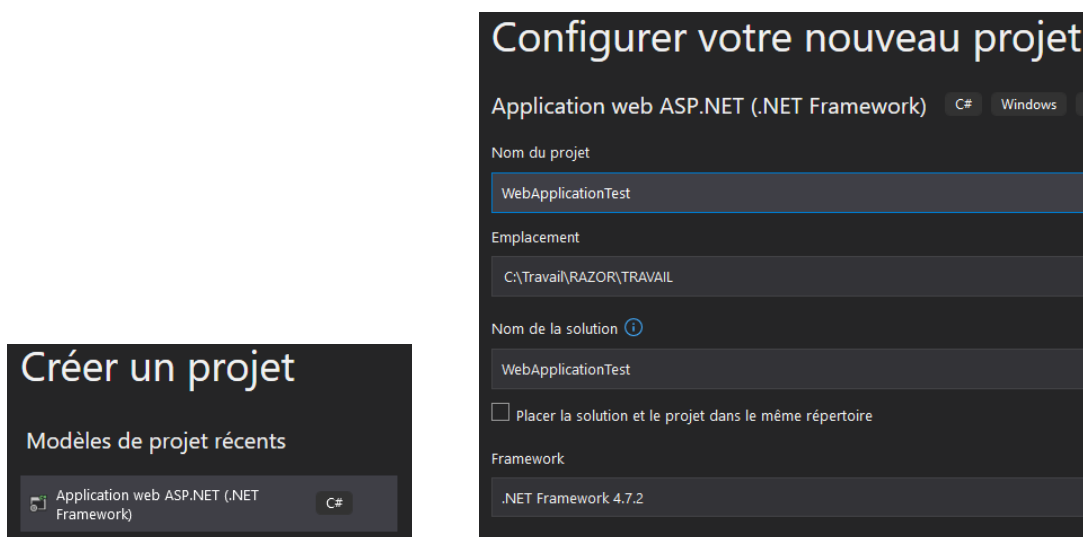 Créer un projet
Modèles de projet récents
Application web ASP.NET (.NET
Framework)
C#
Configurer votre nouveau projet
Application web ASP.NET (.NET Framework) C# Windows
Nom du projet
WebApplicationTest
Emplacement
C:\Travail\RAZOR\TRAVAIL
Nom de la solution
WebApplicationTest
Placer la solution et le projet dans le même répertoire
Framework
.NET Framework 4.7.2